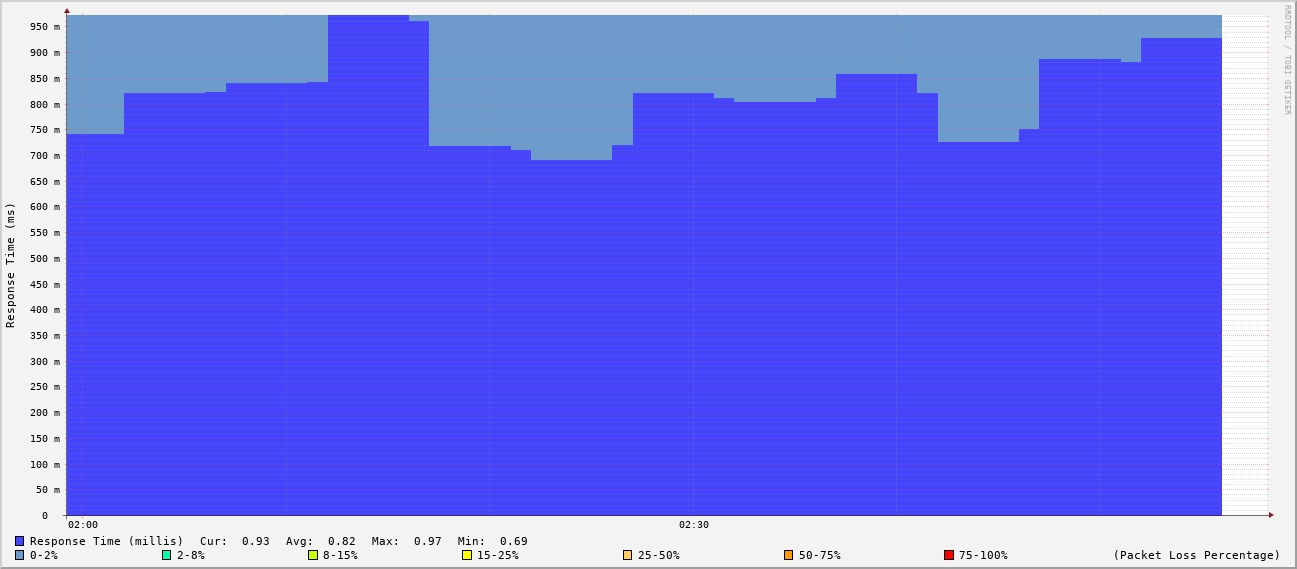 RRDTOOL / TOBI OETIKER
Response Time (ms)
950 m
900 m
850 m
800 m
750 m
700 m
650 m
600 m
550 m
500 m
450 m
400 m
350 m
300 m
250 m
200 m
150 m
100 m
50 m
0
02:00 02:30
Response Time (millis) Cur: 0.93 Avg: 0.82 Max: 0.97 Min: 0.69
0-2% 2-8% 8-15% 15-25% 25-50% 50-75% 75-100% (Packet Loss Percentage)